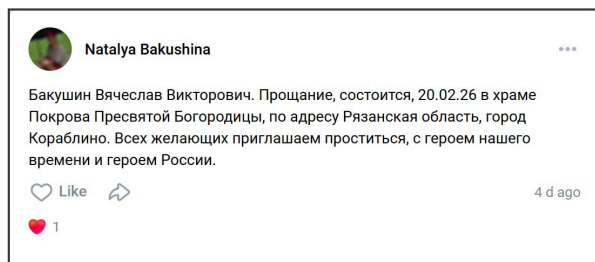 Natalya Bakushina
Бакушин Вячеслав Викторович. Прощание, состоится, 20.02.26 в храме
Покрова Пресвятой Богородицы, по адресу Рязанская область, город
Кораблино. Всех желающих приглашаем проститься, с героем нашего
времени и героем России.
Like
4 d ago
1